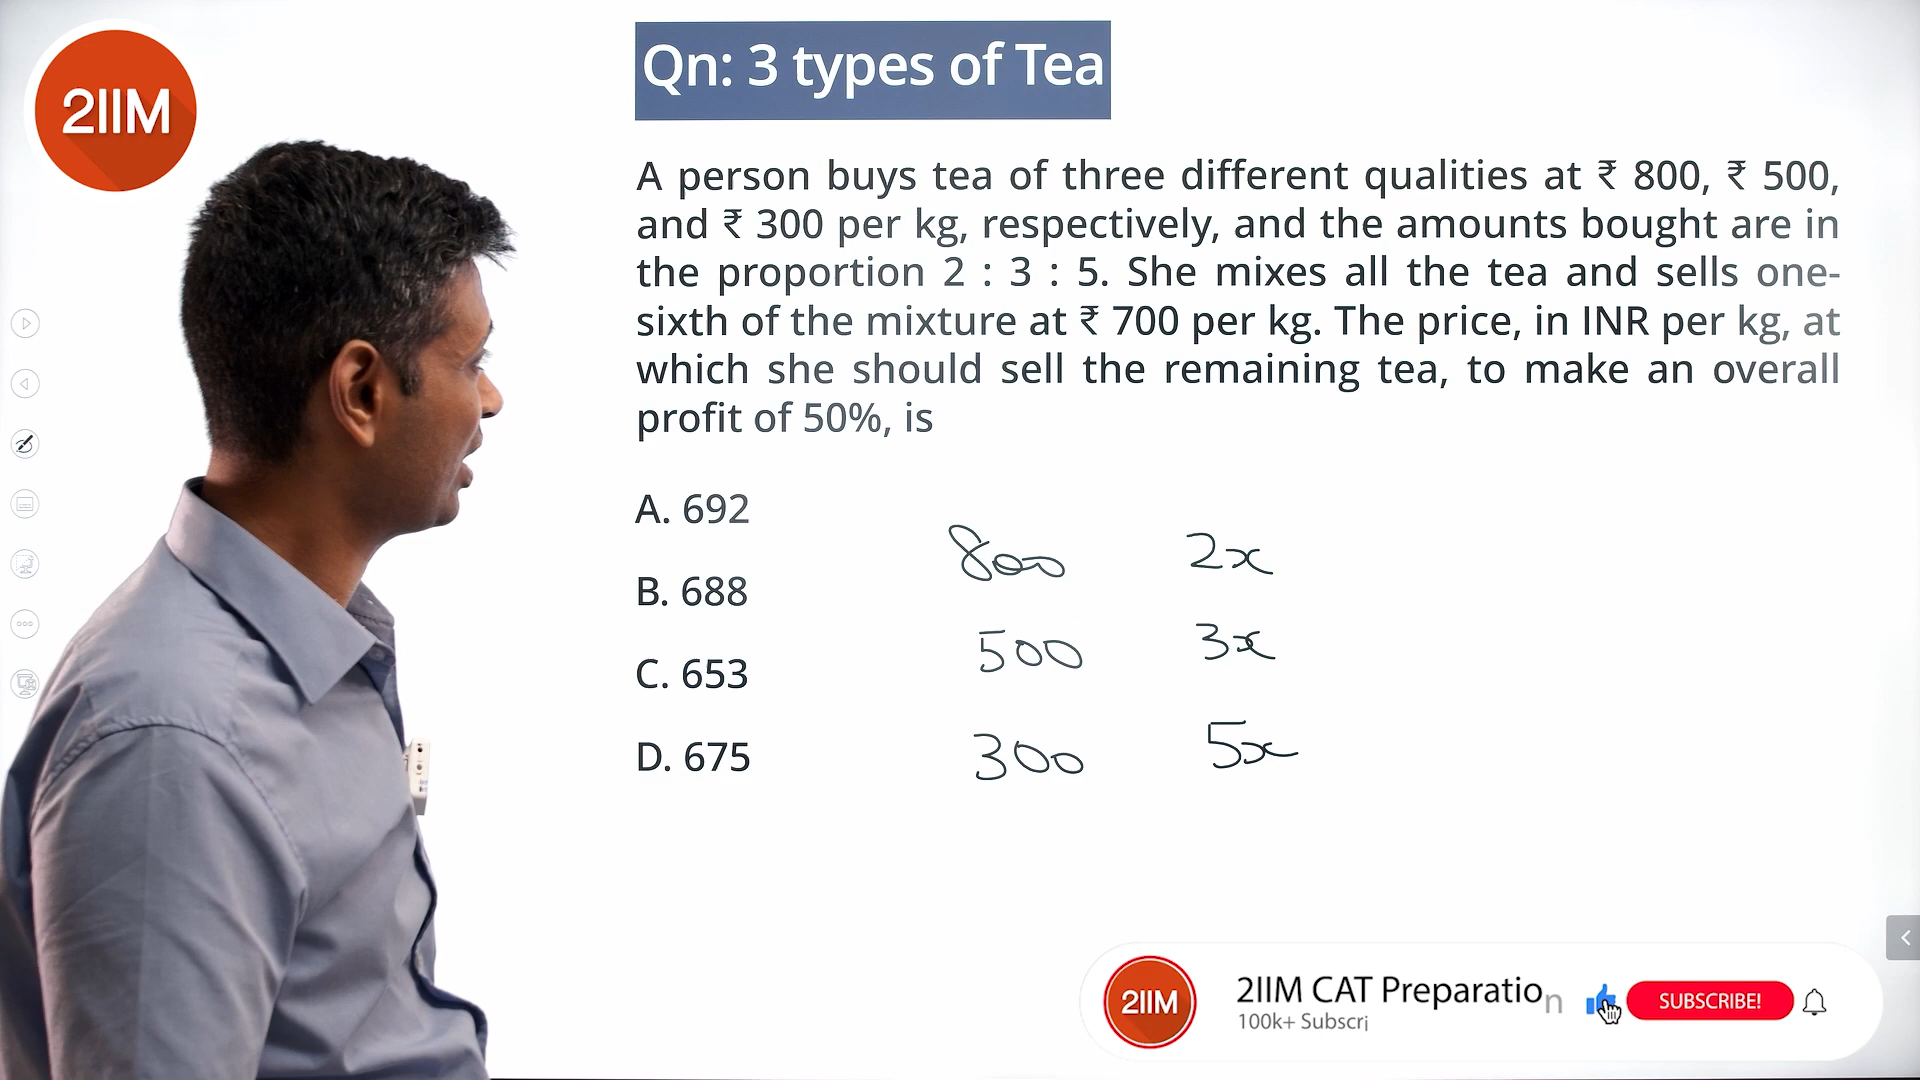 2IIM
Qn: 3 types of Tea
A person buys tea of three different qualities at ₹ 800, ₹ 500,
and ₹ 300 per kg, respectively, and the amounts bought are in
the proportion 2 : 3 : 5. She mixes all the tea and sells one-
sixth of the mixture at ₹ 700 per kg. The price, in INR per kg, at
which she should sell the remaining tea, to make an overall
profit of 50%, is
A. 692
B. 688
C. 653
D. 675
800 2x
500 3x
300 5x
2IIM
2IIM CAT Preparation
100k+ Subscri
SUBSCRIBE!